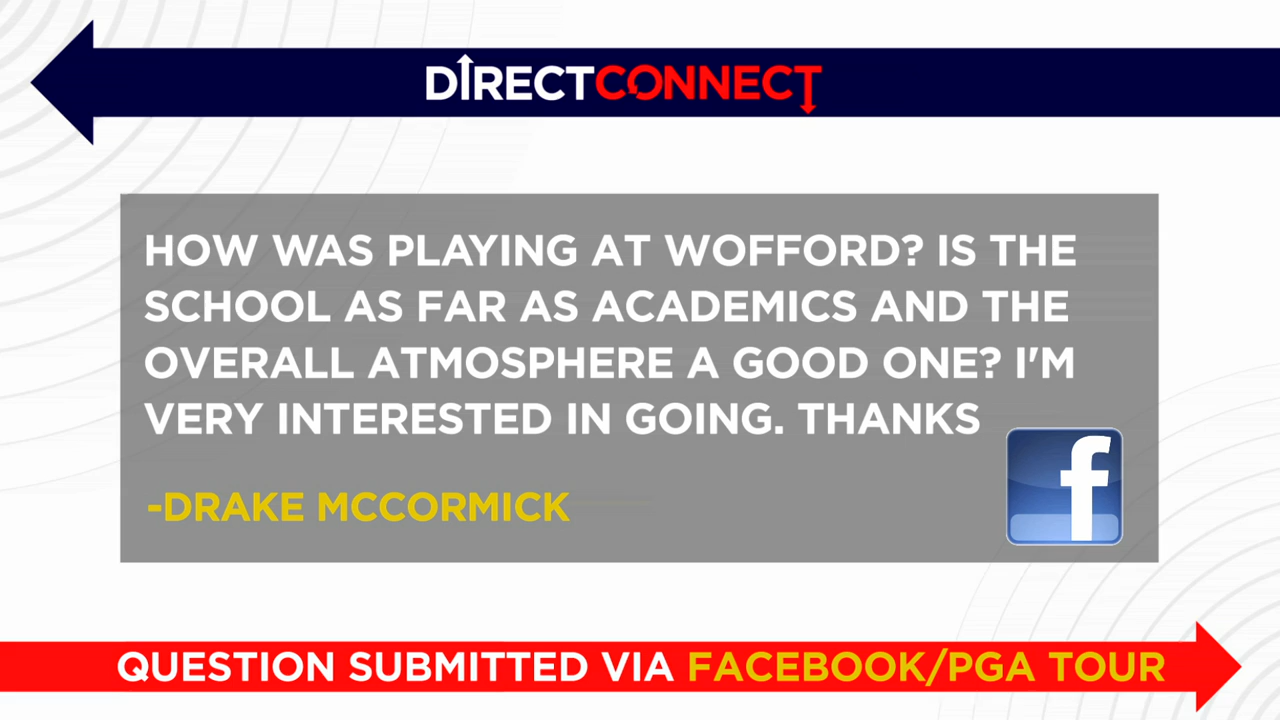 DIRECTCONNECT
HOW WAS PLAYING AT WOFFORD? IS THE
SCHOOL AS FAR AS ACADEMICS AND THE
OVERALL ATMOSPHERE A GOOD ONE? I'M
VERY INTERESTED IN GOING. THANKS
-DRAKE MCCORMICK
f
QUESTION SUBMITTED VIA FACEBOOK/PGA TOUR